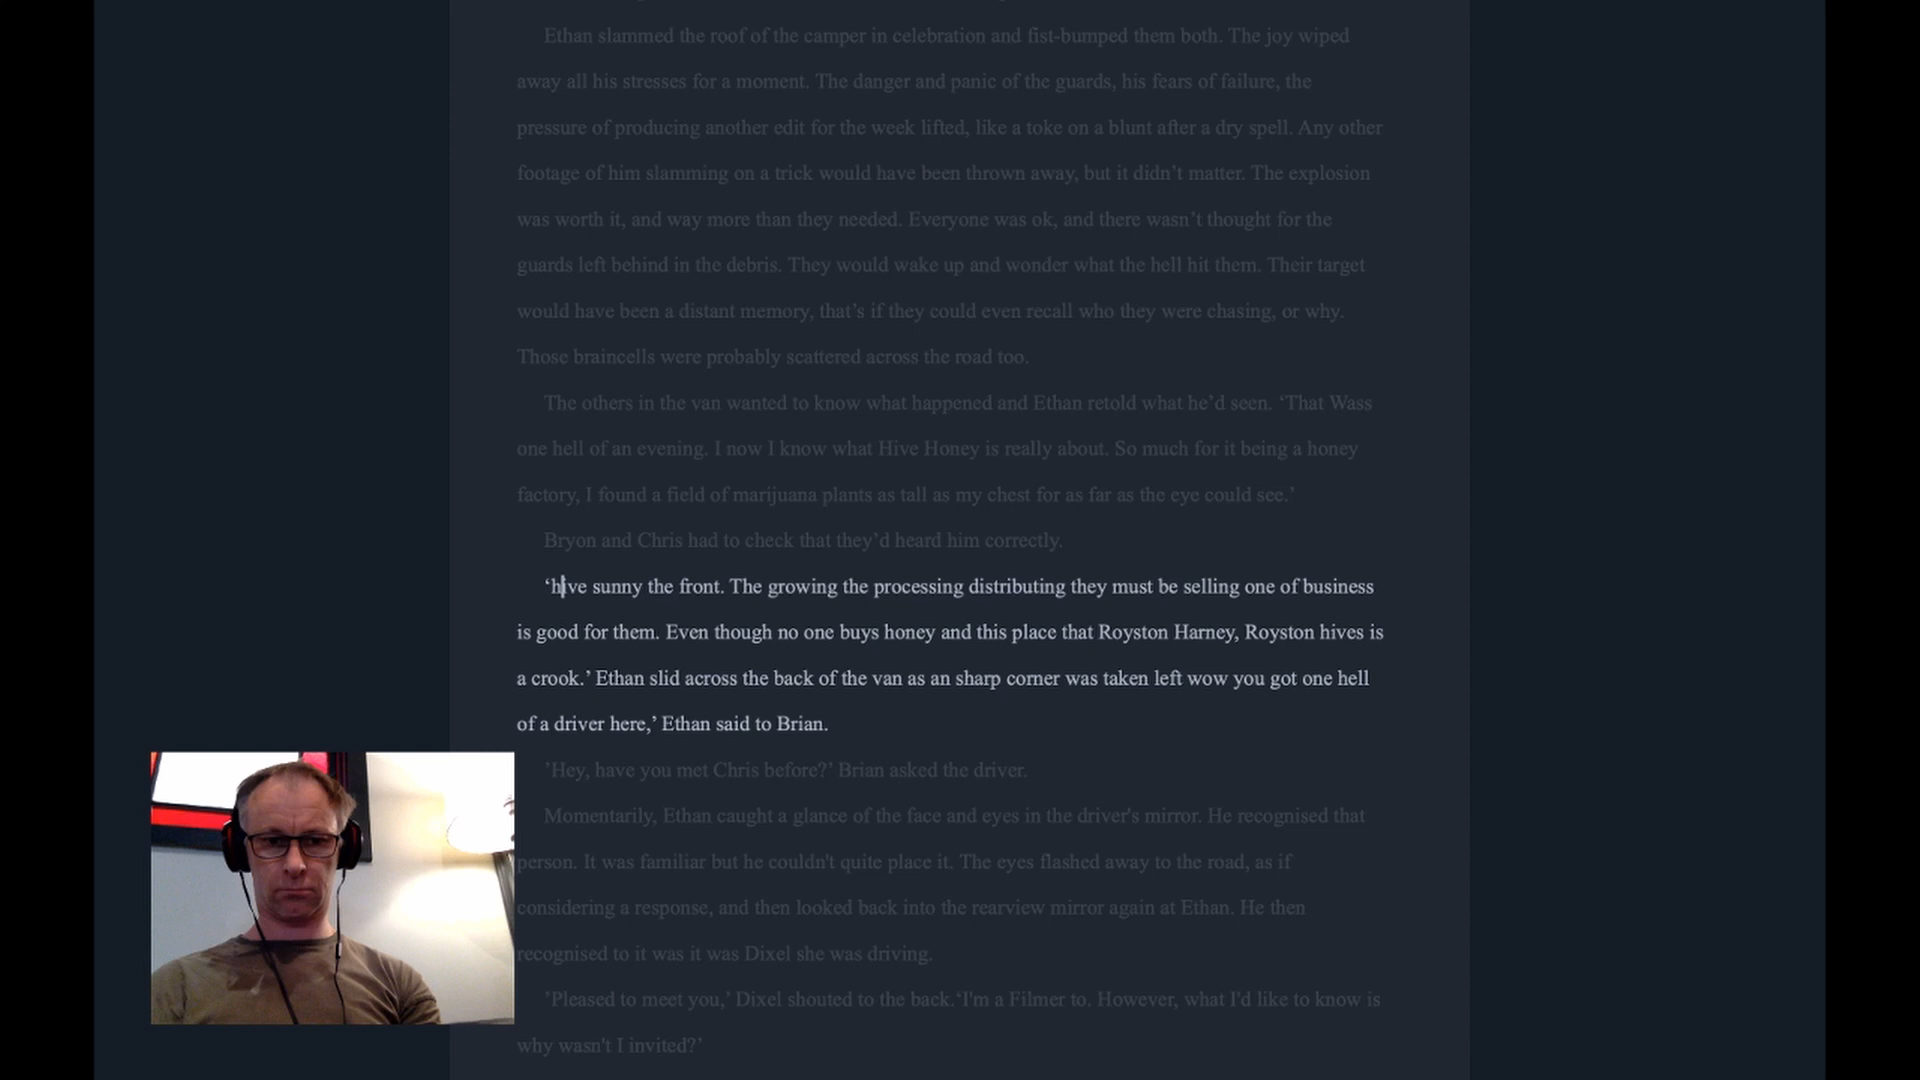 Ethan slammed the roof of the camper in celebration and fist-bumped them both. The joy wiped
away all his stresses for a moment. The danger and panic of the guards, his fears of failure, the
pressure of producing another edit for the week lifted, like a toke on a blunt after a dry spell. Any other
footage of him slamming on a trick would have been thrown away, but it didn’t matter. The explosion
was worth it, and way more than they needed. Everyone was ok, and there wasn’t thought for the
guards left behind in the debris. They would wake up and wonder what the hell hit them. Their target
would have been a distant memory, that’s if they could even recall who they were chasing, or why.
Those braincells were probably scattered across the road too.
The others in the van wanted to know what happened and Ethan retold what he’d seen. ‘That Wass
one hell of an evening. I now I know what Hive Honey is really about. So much for it being a honey
factory, I found a field of marijuana plants as tall as my chest for as far as the eye could see.’
Bryon and Chris had to check that they’d heard him correctly.
‘hive sunny the front. The growing the processing distributing they must be selling one of business
is good for them. Even though no one buys honey and this place that Royston Harney, Royston hives is
a crook.’ Ethan slid across the back of the van as an sharp corner was taken left wow you got one hell
of a driver here,’ Ethan said to Brian.
’Hey, have you met Chris before?’ Brian asked the driver.
Momentarily, Ethan caught a glance of the face and eyes in the driver's mirror. He recognised that
person. It was familiar but he couldn't quite place it. The eyes flashed away to the road, as if
considering a response, and then looked back into the rearview mirror again at Ethan. He then
recognised to it was it was Dixel she was driving.
’Pleased to meet you,’ Dixel shouted to the back.‘I'm a Filmer to. However, what I'd like to know is
why wasn't I invited?’